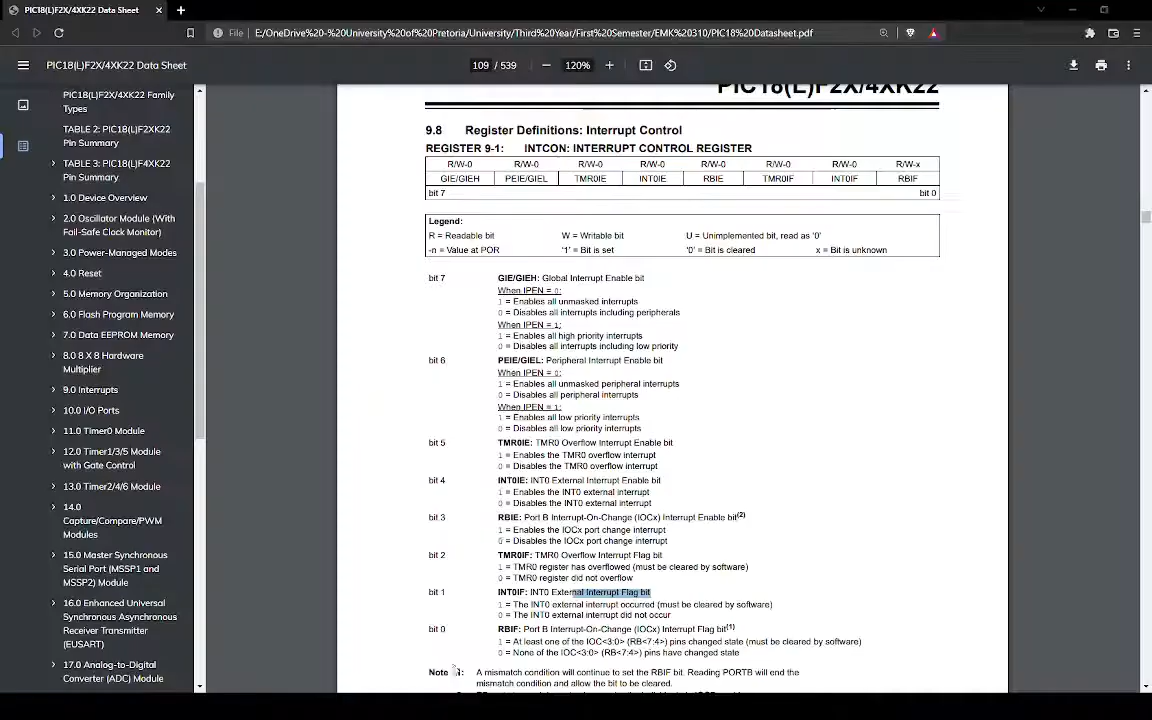 PIC18(L)F2X/4XK22 Data Sheet
File E:/OneDrive%20-%20University%20of%20Pretoria/University/Third%20Year/First%20Semester/EMK%20310/PIC18%20Datasheet.pdf
PIC18(L)F2X/4XK22 Data Sheet
109 / 539
120%
PIC18(L)F2X/4XK22 Family
Types
TABLE 2: PIC18(L)F2XK22
Pin Summary
TABLE 3: PIC18(L)F4XK22
Pin Summary
1.0 Device Overview
2.0 Oscillator Module (With
Fail-Safe Clock Monitor)
3.0 Power-Managed Modes
4.0 Reset
5.0 Memory Organization
6.0 Flash Program Memory
7.0 Data EEPROM Memory
8.0 8 X 8 Hardware
Multiplier
9.0 Interrupts
10.0 I/O Ports
11.0 Timer0 Module
12.0 Timer1/3/5 Module
with Gate Control
13.0 Timer2/4/6 Module
14.0
Capture/Compare/PWM
Modules
15.0 Master Synchronous
Serial Port (MSSP1 and
MSSP2) Module
16.0 Enhanced Universal
Synchronous Asynchronous
Receiver Transmitter
(EUSART)
17.0 Analog-to-Digital
Converter (ADC) Module
PIC18(L)F2X/4XK22
9.8 Register Definitions: Interrupt Control
REGISTER 9-1: INTCON: INTERRUPT CONTROL REGISTER
R/W-0 R/W-0 R/W-0 R/W-0 R/W-0 R/W-0 R/W-0 R/W-x
GIE/GIEH PEIE/GIEL TMR0IE INT0IE RBIE TMR0IF INT0IF RBIF
bit 7 bit 0
Legend:
R = Readable bit W = Writable bit U = Unimplemented bit, read as '0'
-n = Value at POR '1' = Bit is set '0' = Bit is cleared x = Bit is unknown
bit 7 GIE/GIEH: Global Interrupt Enable bit
When IPEN = 0:
1 = Enables all unmasked interrupts
0 = Disables all interrupts including peripherals
When IPEN = 1:
1 = Enables all high priority interrupts
0 = Disables all interrupts including low priority
bit 6 PEIE/GIEL: Peripheral Interrupt Enable bit
When IPEN = 0:
1 = Enables all unmasked peripheral interrupts
0 = Disables all peripheral interrupts
When IPEN = 1:
1 = Enables all low priority interrupts
0 = Disables all low priority interrupts
bit 5 TMR0IE: TMR0 Overflow Interrupt Enable bit
1 = Enables the TMR0 overflow interrupt
0 = Disables the TMR0 overflow interrupt
bit 4 INT0IE: INT0 External Interrupt Enable bit
1 = Enables the INT0 external interrupt
0 = Disables the INT0 external interrupt
bit 3 RBIE: Port B Interrupt-On-Change (IOCx) Interrupt Enable bit(2)
1 = Enables the IOCx port change interrupt
0 = Disables the IOCx port change interrupt
bit 2 TMR0IF: TMR0 Overflow Interrupt Flag bit
1 = TMR0 register has overflowed (must be cleared by software)
0 = TMR0 register did not overflow
bit 1 INT0IF: INT0 External Interrupt Flag bit
1 = The INT0 external interrupt occurred (must be cleared by software)
0 = The INT0 external interrupt did not occur
bit 0 RBIF: Port B Interrupt-On-Change (IOCx) Interrupt Flag bit(1)
1 = At least one of the IOC<3:0> (RB<7:4>) pins changed state (must be cleared by software)
0 = None of the IOC<3:0> (RB<7:4>) pins have changed state
Note 1: A mismatch condition will continue to set the RBIF bit. Reading PORTB will end the
mismatch condition and allow the bit to be cleared.